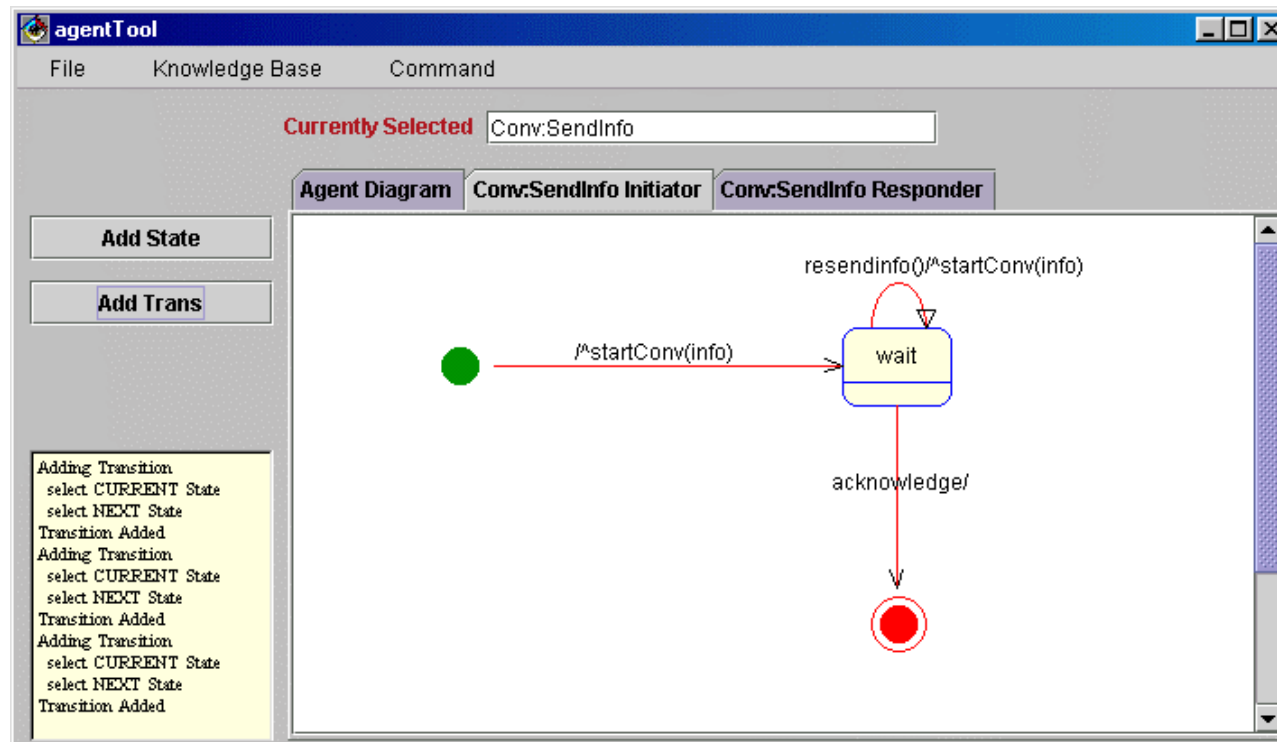 agentTool
File Knowledge Base Command
Currently Selected Conv:SendInfo
Agent Diagram Conv:SendInfo Initiator Conv:SendInfo Responder
Add State
Add Trans
resendinfo()/^startConv(info)
/^startConv(info)
wait
acknowledge/
Adding Transition
select CURRENT State
select NEXT State
Transition Added
Adding Transition
select CURRENT State
select NEXT State
Transition Added
Adding Transition
select CURRENT State
select NEXT State
Transition Added